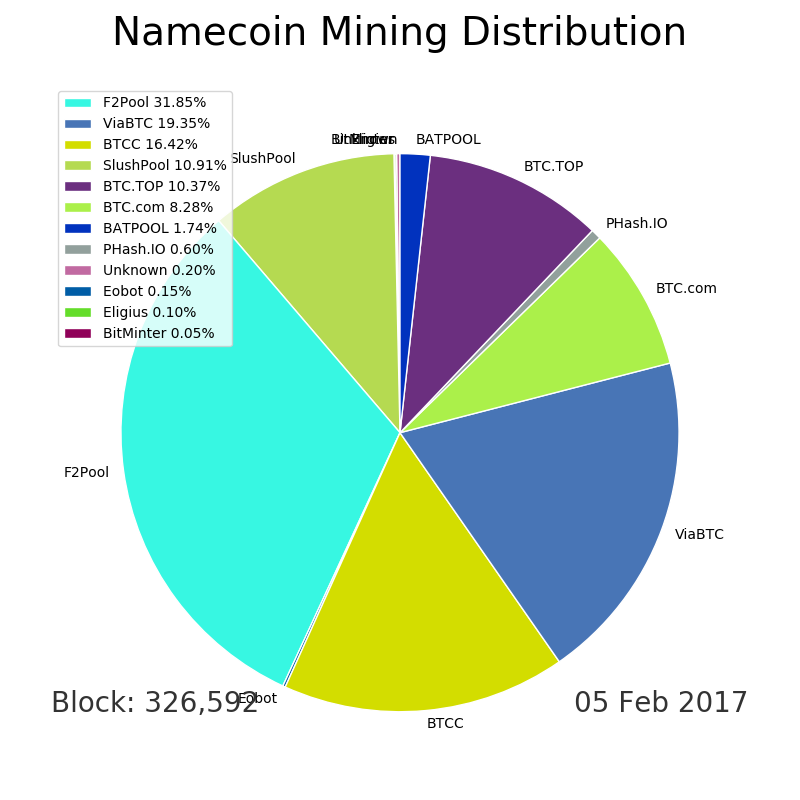 Namecoin Mining Distribution
F2Pool 31.85%
ViaBTC 19.35%
BTCC 16.42%
SlushPool 10.91%
BTC.TOP 10.37%
BTC.com 8.28%
BATPOOL 1.74%
PHash.IO 0.60%
Unknown 0.20%
Eobot 0.15%
Eligius 0.10%
BitMinter 0.05%
BATPOOL
SlushPool
BTC.TOP
PHash.IO
BTC.com
F2Pool
ViaBTC
Eobot
BTCC
Block: 326,592
05 Feb 2017